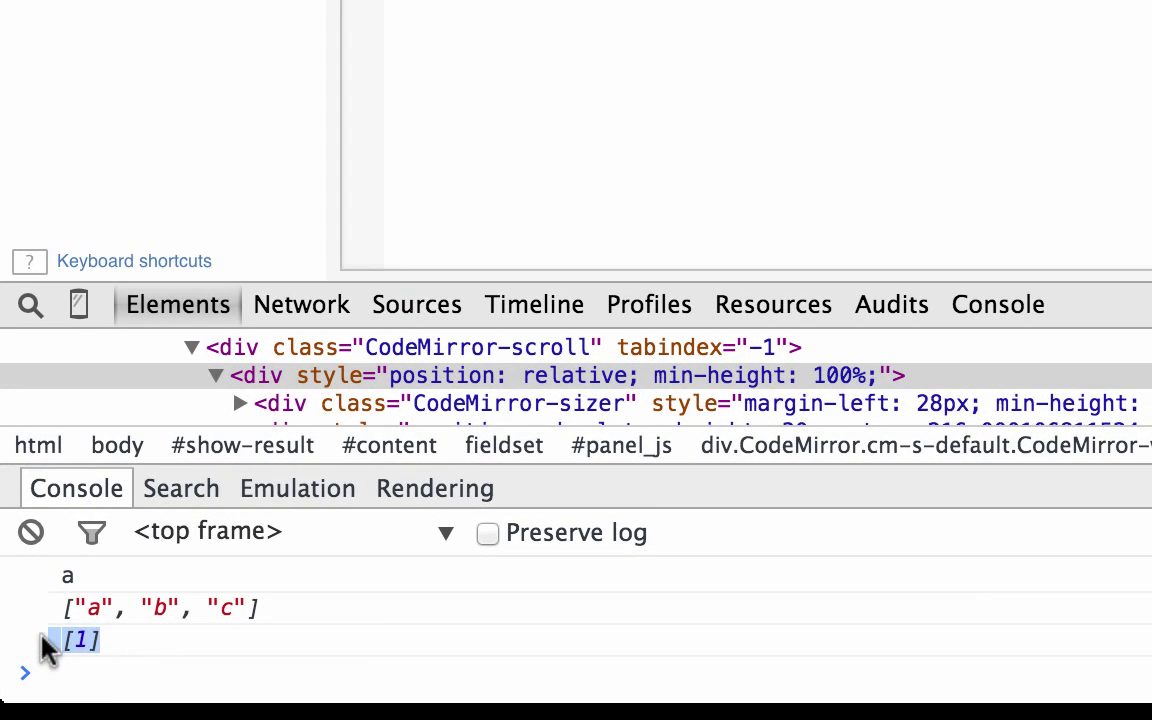 ? Keyboard shortcuts
Elements Network Sources Timeline Profiles Resources Audits Console
▼<div class="CodeMirror-scroll" tabindex="-1">
▼<div style="position: relative; min-height: 100%;">
▶<div class="CodeMirror-sizer" style="margin-left: 28px; min-height:
html body #show-result #content fieldset #panel_js div.CodeMirror.cm-s-default.CodeMirror-
Console Search Emulation Rendering
<top frame> ▼ Preserve log
a
["a", "b", "c"]
[1]
>